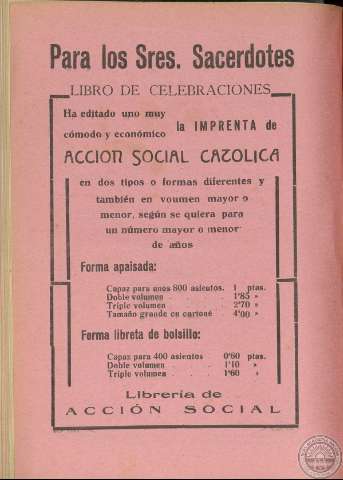 Para los Sres. Sacerdotes
LIBRO DE CELEBRACIONES
Ha editado uno muy
cómodo y económico
la IMPRENTA de
ACCION SOCIAL CAZOLICA
en dos tipos o formas diferentes y
también en voumen mayor o
menor, según se quiera para
un número mayor o menor
de años
Forma apaisada:
Capaz para unos 800 asientos. 1 ptas.
Doble volumen . . . 1'85 »
Triple volumen . . . 2'70 »
Tamaño grande en cartoné 4'00 »
Forma libreta de bolsillo:
Capaz para 400 asientos 0'60 ptas.
Doble volumen . . . 1'10 »
Triple volumen . . . 1'60 »
Librería de
ACCIÓN SOCIAL